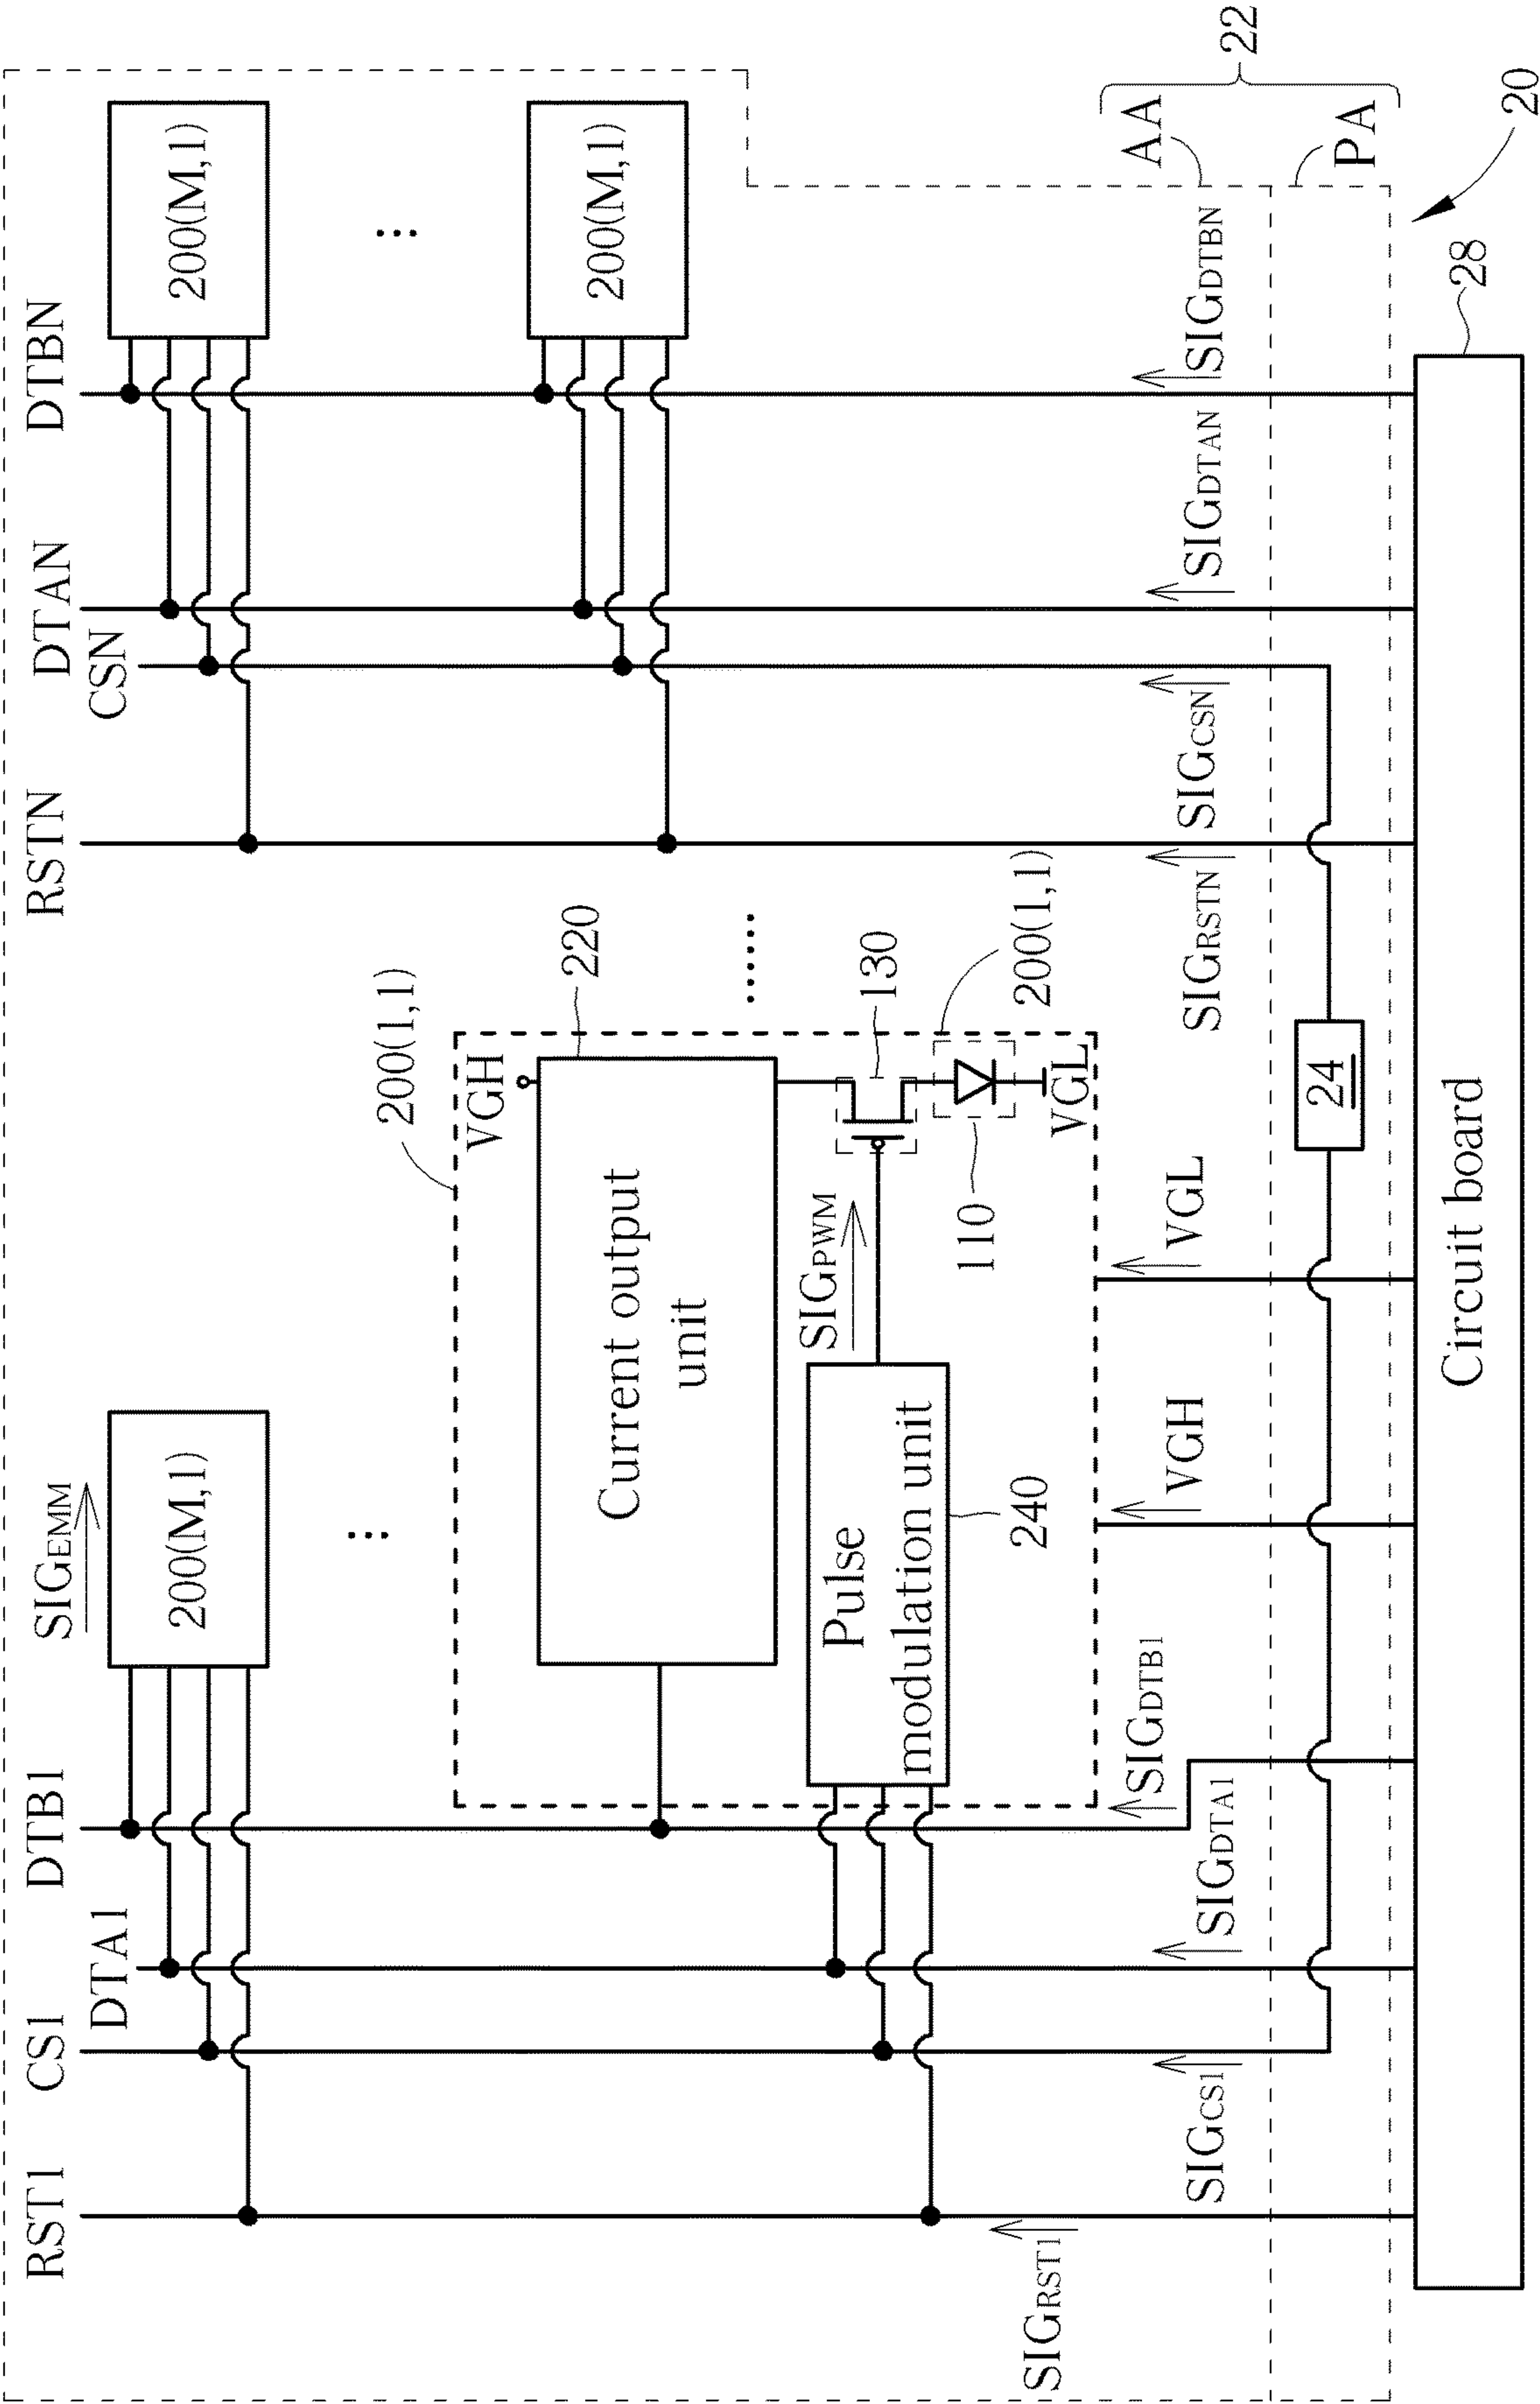 RST1
CS1
DTA1
DTB1
RSTN
CSN
DTAN
DTBN
SIGEMM
200(M,1)
200(M,1)
...
...
200(M,1)
200(1,1)
VGH
220
Current output
unit
......
SIGPWM
130
Pulse
modulation unit
240
110
VGL
200(1,1)
SIGRST1
SIGCS1
SIGDTA1
SIGDTB1
VGH
VGL
SIGRSTN
SIGCSN
SIGDTAN
SIGDTBN
AA
PA
22
24
Circuit board
28
20